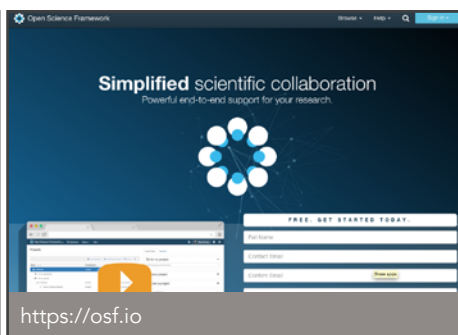 Open Science Framework
Browse
Help
Sign In
Simplified scientific collaboration
Powerful end-to-end support for your research.
FREE. GET STARTED TODAY.
Full Name
Contact Email
Confirm Email
https://osf.io